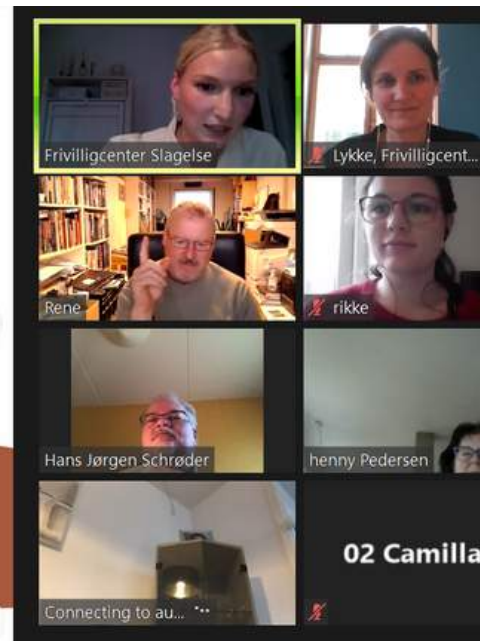 Frivilligcenter Slagelse
Lykke, Frivilligcent...
Rene
rikke
Hans Jørgen Schrøder
henny Pedersen
Connecting to au...
02 Camilla